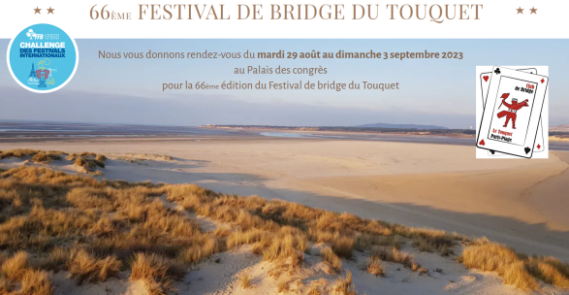 66ÈME FESTIVAL DE BRIDGE DU TOUQUET
FFB
CHALLENGE
DES FESTIVALS
INTERNATIONAUX
Nous vous donnons rendez-vous du mardi 29 août au dimanche 3 septembre 2023
au Palais des congrès
pour la 66ème édition du Festival de bridge du Touquet
Club
de Bridge
Le Touquet
Paris-Plage